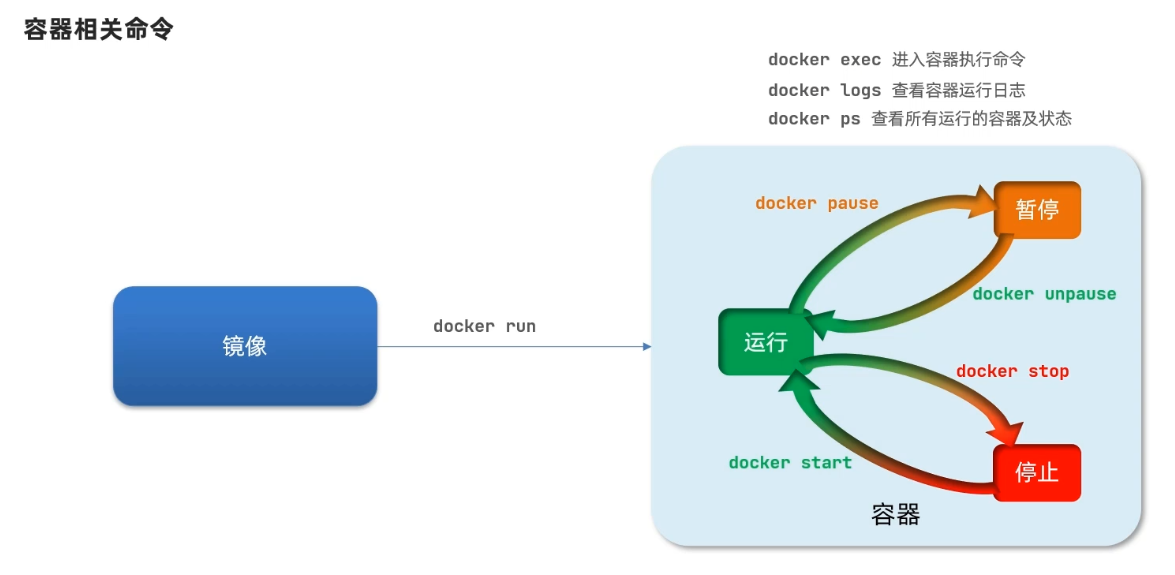 容器相关命令
docker exec 进入容器执行命令
docker logs 查看容器运行日志
docker ps 查看所有运行的容器及状态
docker pause
暂停
docker unpause
docker run
镜像
运行
docker stop
docker start
停止
容器